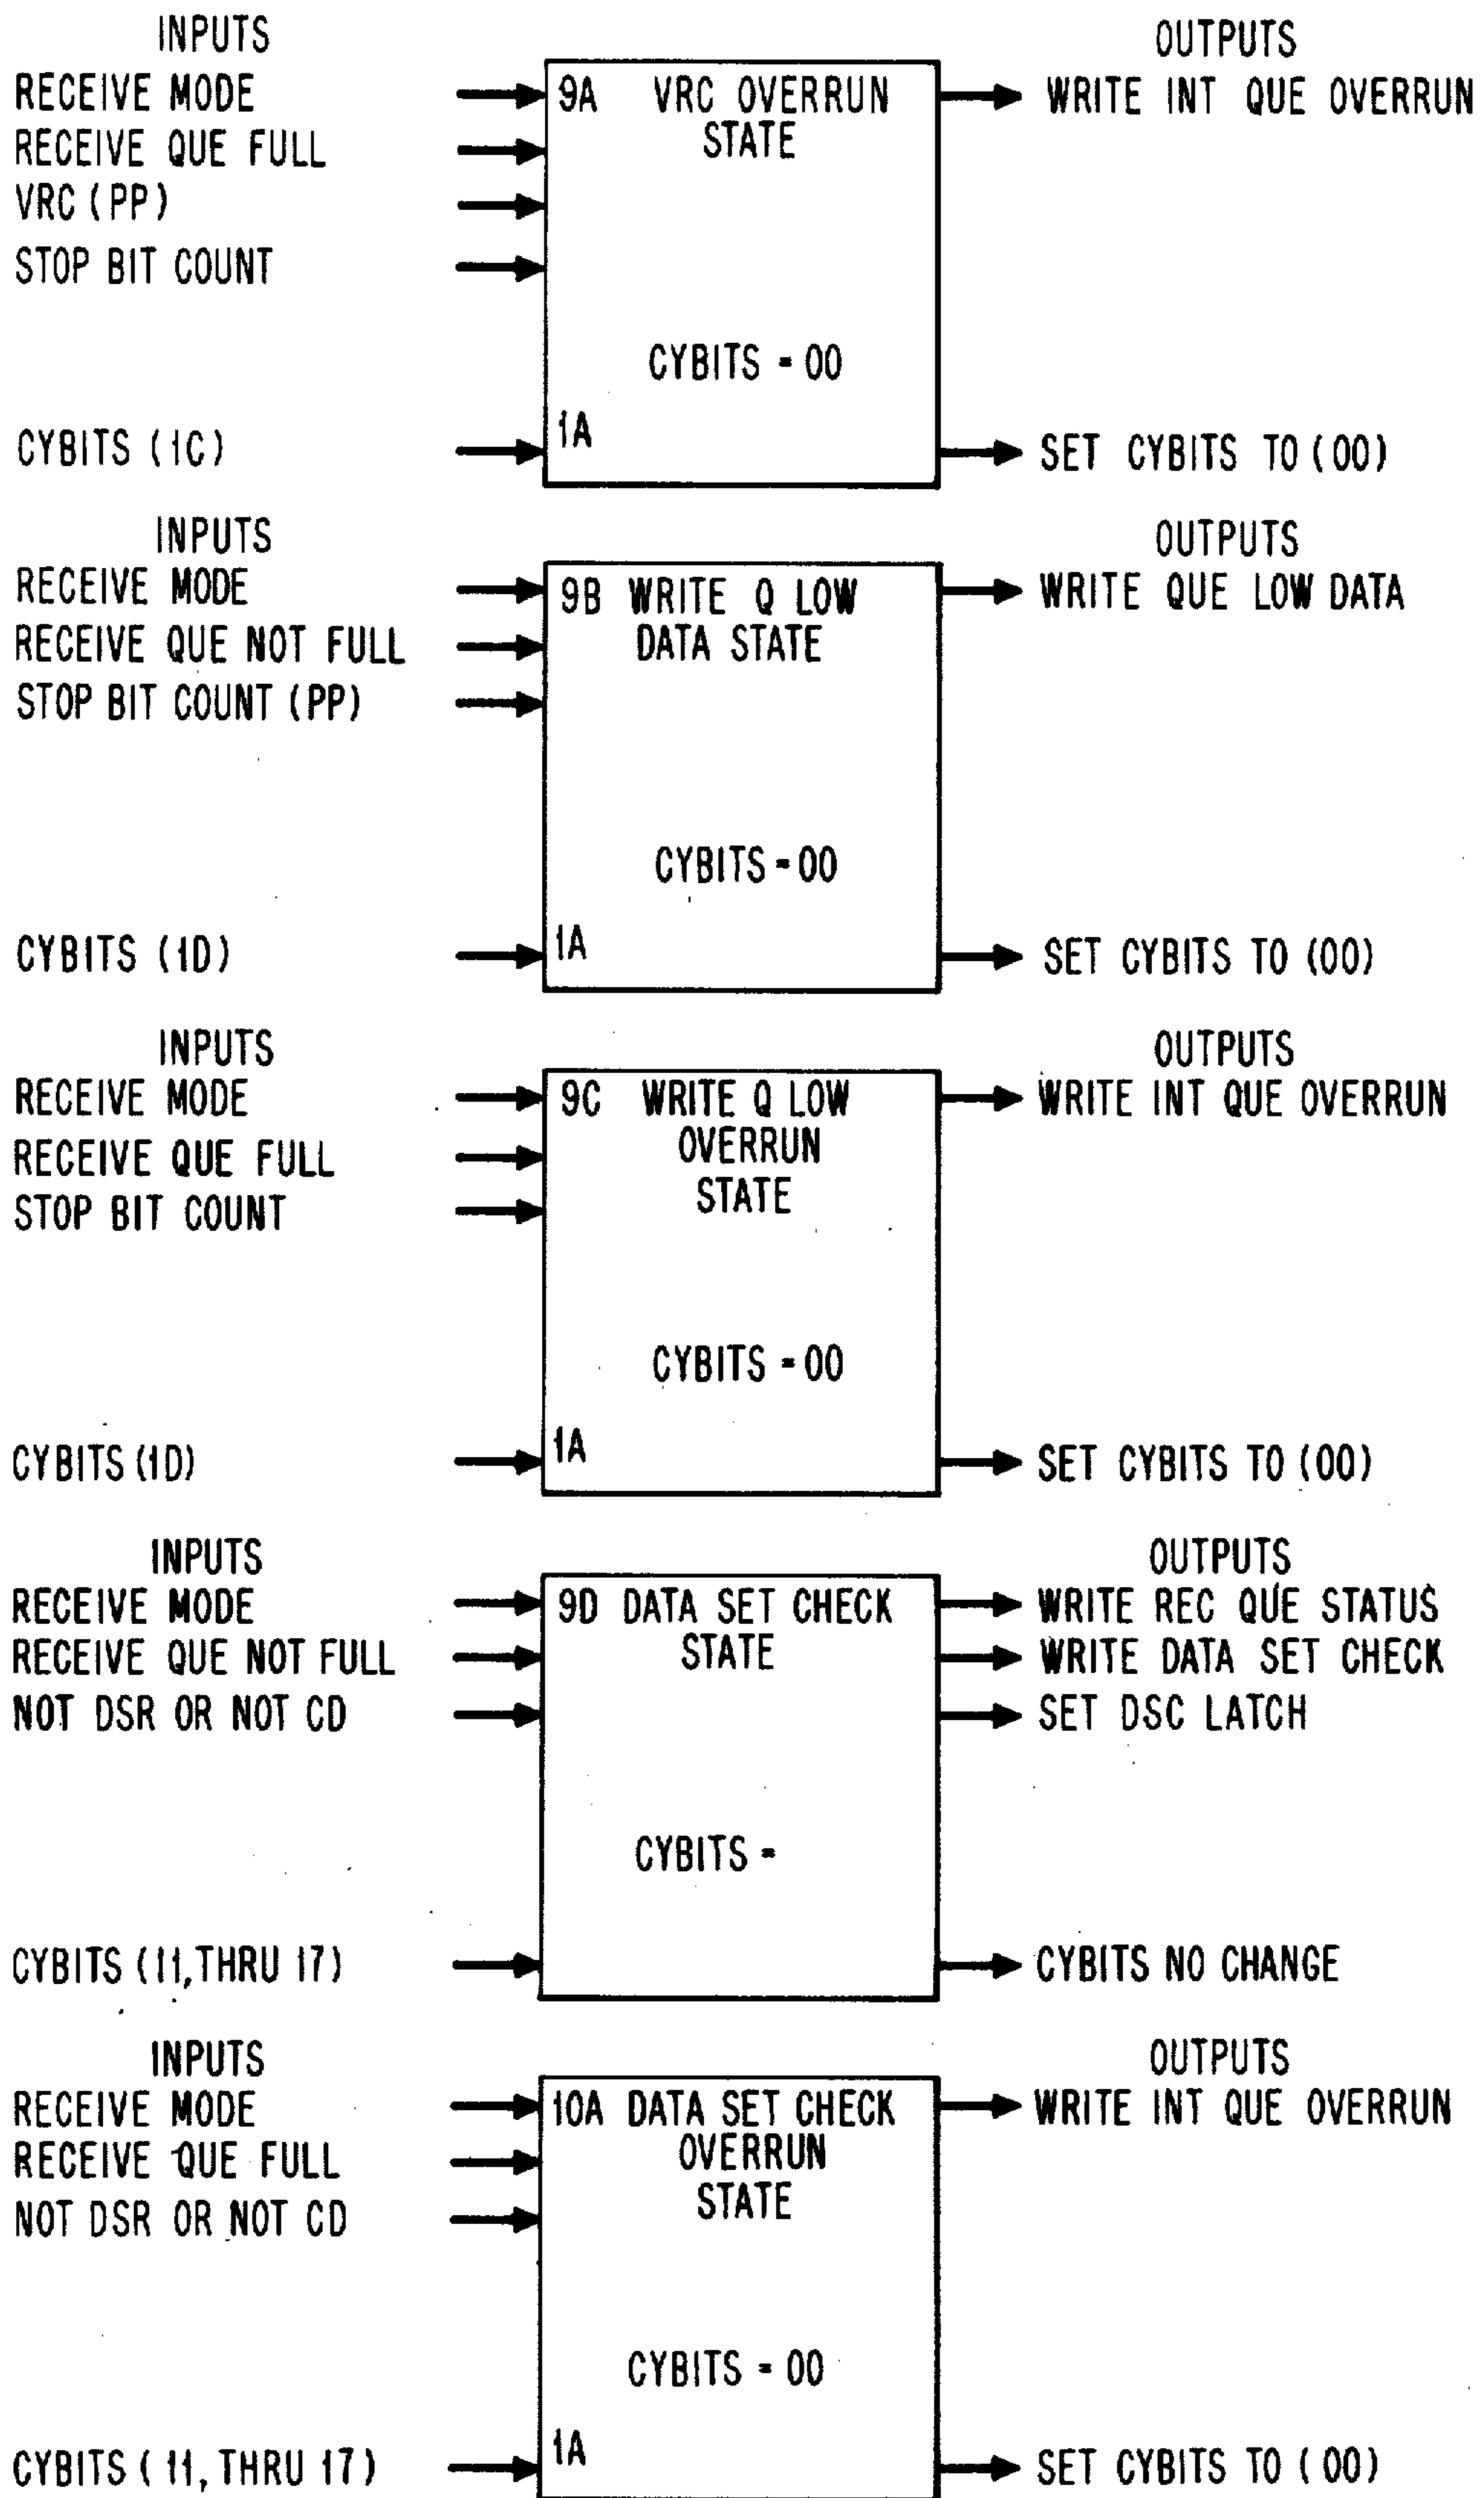 INPUTS
OUTPUTS
RECEIVE MODE
9A VRC OVERRUN
WRITE INT QUE OVERRUN
STATE
RECEIVE QUE FULL
VRC (PP)
STOP BIT COUNT
CYBITS = 00
1A
CYBITS (1C)
SET CYBITS TO (00)
INPUTS
OUTPUTS
RECEIVE MODE
9B WRITE Q LOW
WRITE QUE LOW DATA
RECEIVE QUE NOT FULL
DATA STATE
STOP BIT COUNT (PP)
CYBITS = 00
1A
CYBITS (1D)
SET CYBITS TO (00)
INPUTS
OUTPUTS
RECEIVE MODE
9C WRITE Q LOW
WRITE INT QUE OVERRUN
OVERRUN
RECEIVE QUE FULL
STATE
STOP BIT COUNT
CYBITS = 00
1A
CYBITS (1D)
SET CYBITS TO (00)
INPUTS
OUTPUTS
RECEIVE MODE
9D DATA SET CHECK
WRITE REC QUE STATUS
RECEIVE QUE NOT FULL
STATE
WRITE DATA SET CHECK
NOT DSR OR NOT CD
SET DSC LATCH
CYBITS =
CYBITS (11, THRU 17)
CYBITS NO CHANGE
INPUTS
OUTPUTS
RECEIVE MODE
10A DATA SET CHECK
WRITE INT QUE OVERRUN
OVERRUN
RECEIVE QUE FULL
STATE
NOT DSR OR NOT CD
CYBITS = 00
1A
CYBITS (11, THRU 17)
SET CYBITS TO (00)